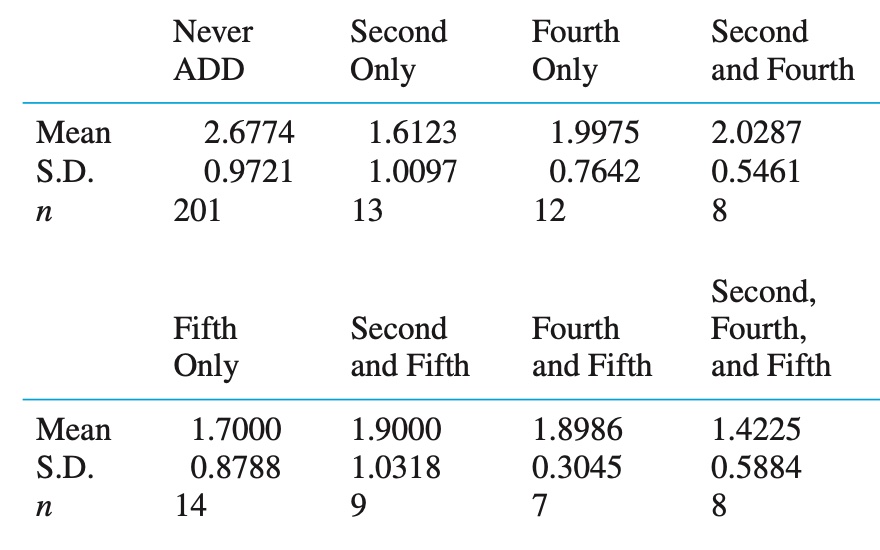 Never Second Fourth Second
ADD Only Only and Fourth
Mean 2.6774 1.6123 1.9975 2.0287
S.D. 0.9721 1.0097 0.7642 0.5461
n 201 13 12 8
Second,
Fifth Second Fourth Fourth,
Only and Fifth and Fifth and Fifth
Mean 1.7000 1.9000 1.8986 1.4225
S.D. 0.8788 1.0318 0.3045 0.5884
n 14 9 7 8